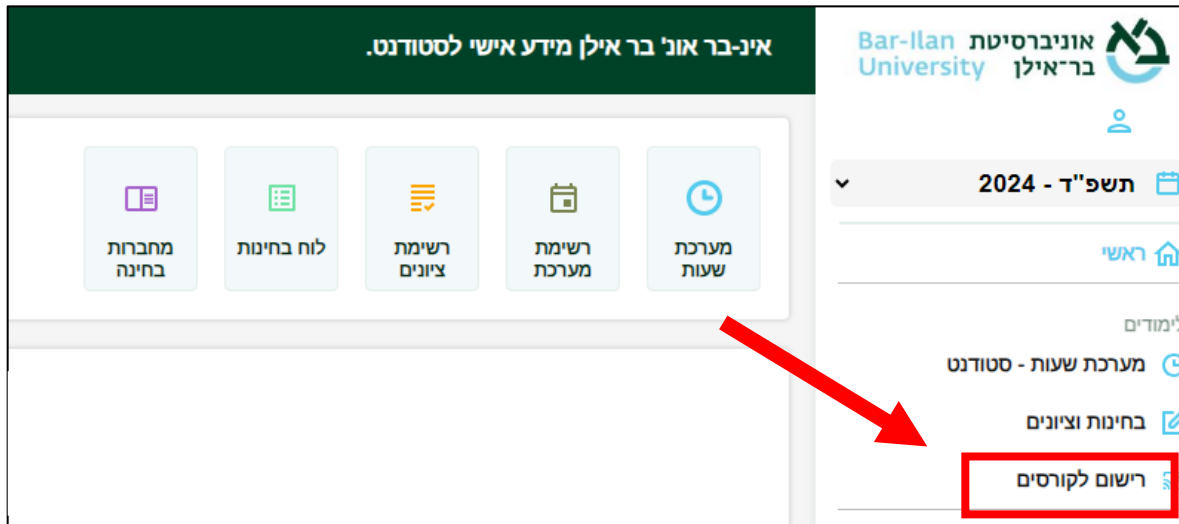 אוניברסיטת Bar-Ilan
בר־אילן University
אינ-בר אונ' בר אילן מידע אישי לסטודנט.
תשפ"ד - 2024
ראשי
לימודים
מערכת שעות - סטודנט
בחינות וציונים
רישום לקורסים
מערכת
שעות
רשימת
מערכת
רשימת
ציונים
לוח בחינות
מחברות
בחינה